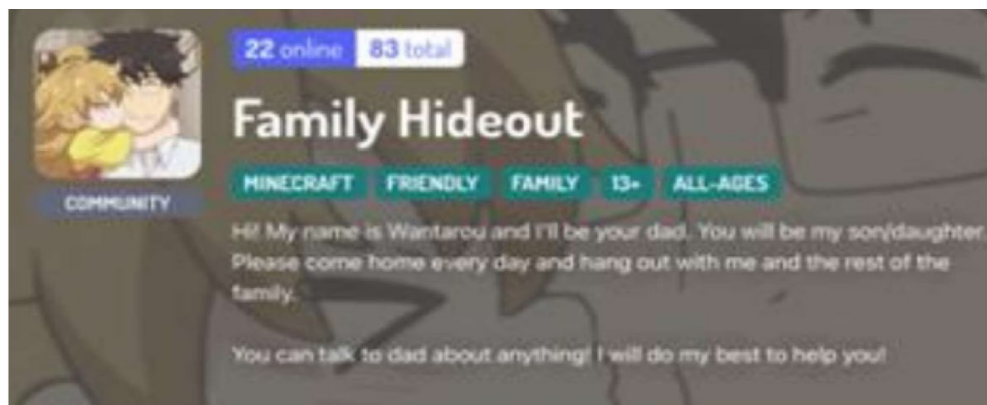 22 online 83 total
Family Hideout
MINECRAFT FRIENDLY FAMILY 13+ ALL-AGES
COMMUNITY
Hi! My name is Wantarou and I'll be your dad. You will be my son/daughter.
Please come home every day and hang out with me and the rest of the
family.
You can talk to dad about anything! I will do my best to help you!